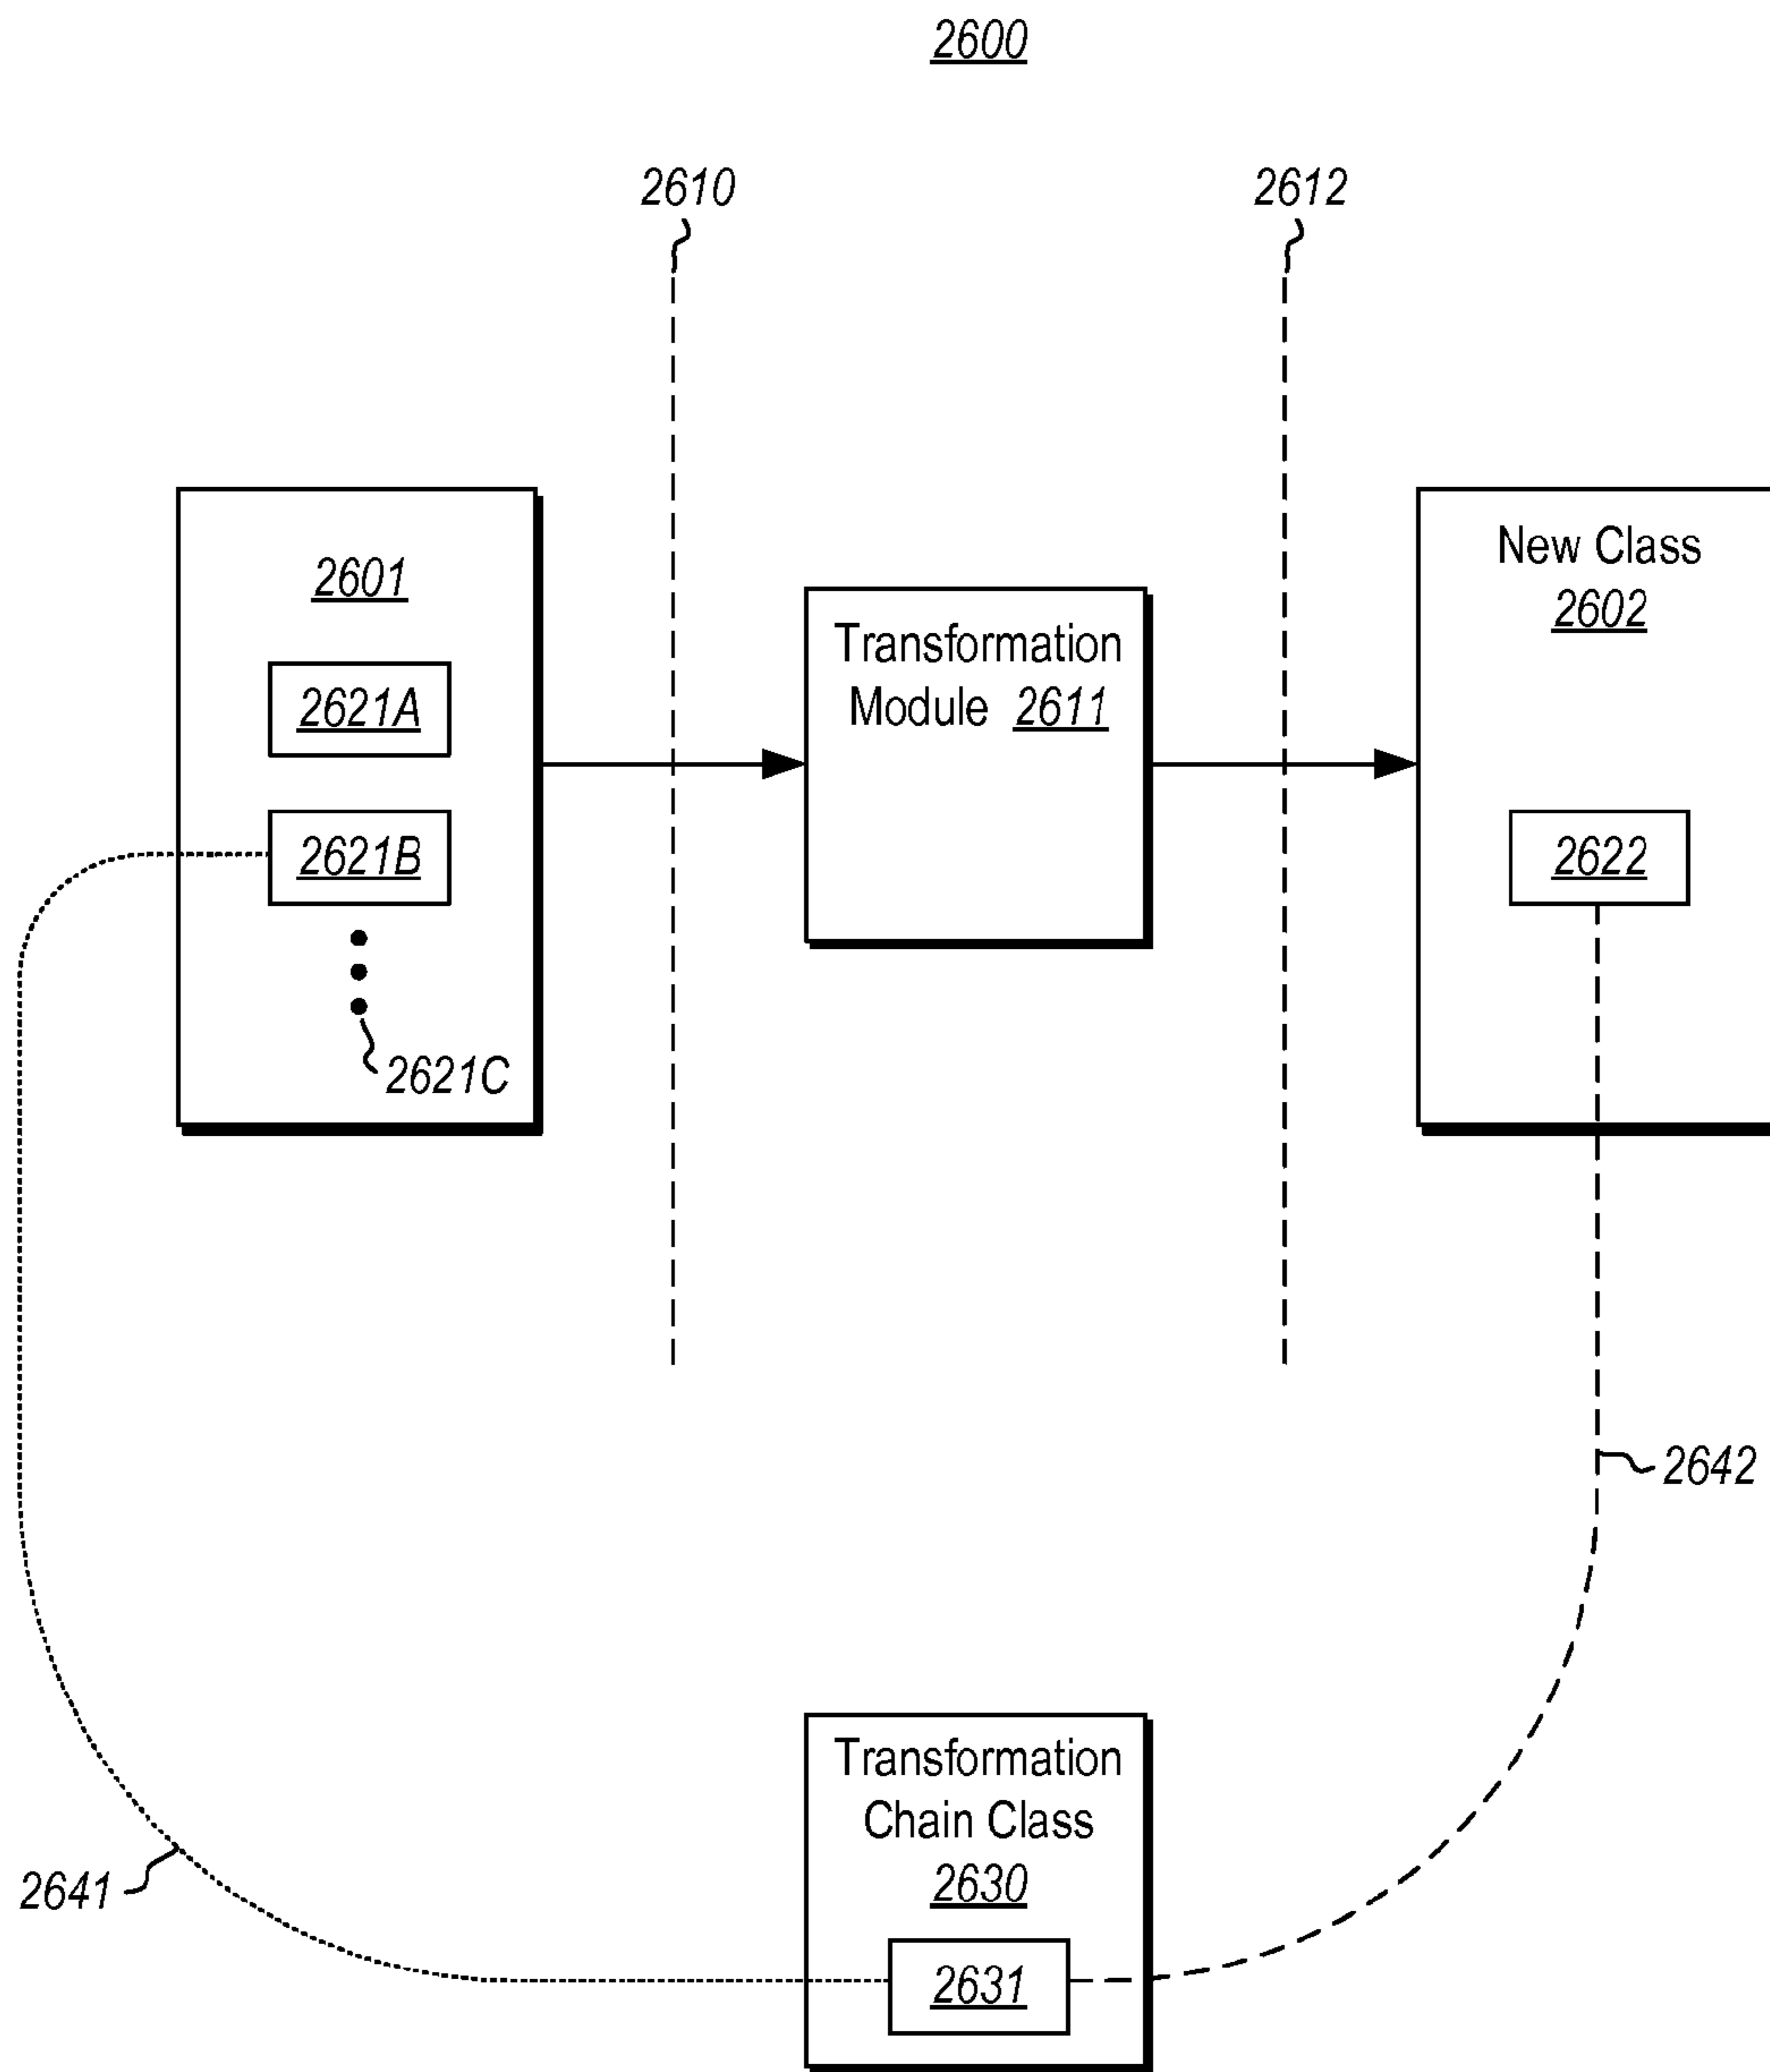 2600
2610
2612
2601
2621A
2621B
2621C
Transformation
Module 2611
New Class
2602
2622
2642
2641
Transformation
Chain Class
2630
2631